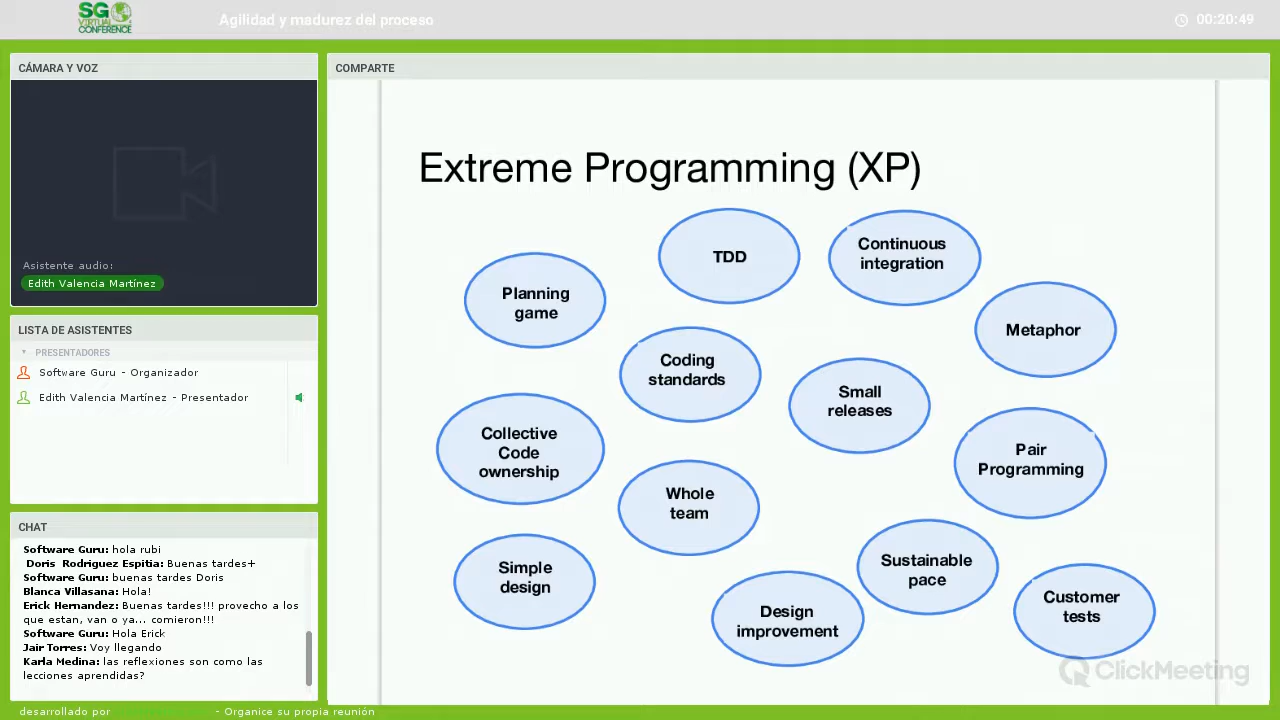 SG
VIRTUAL
CONFERENCE
Agilidad y madurez del proceso
00:20:49
CÁMARA Y VOZ
Asistente audio:
Edith Valencia Martínez
LISTA DE ASISTENTES
PRESENTADORES
Software Guru - Organizador
Edith Valencia Martínez - Presentador
CHAT
Software Guru: hola rubi
Doris Rodriguez Espitia: Buenas tardes+
Software Guru: buenas tardes Doris
Blanca Villasana: Hola!
Erick Hernandez: Buenas tardes!!! provecho a los
que estan, van o ya... comieron!!!
Software Guru: Hola Erick
Jair Torres: Voy llegando
Karla Medina: las reflexiones son como las
lecciones aprendidas?
desarrollado por
- Organice su propia reunión
COMPARTE
Extreme Programming (XP)
TDD
Continuous
integration
Planning
game
Metaphor
Coding
standards
Small
releases
Collective
Code
ownership
Pair
Programming
Whole
team
Simple
design
Sustainable
pace
Design
improvement
Customer
tests
ClickMeeting